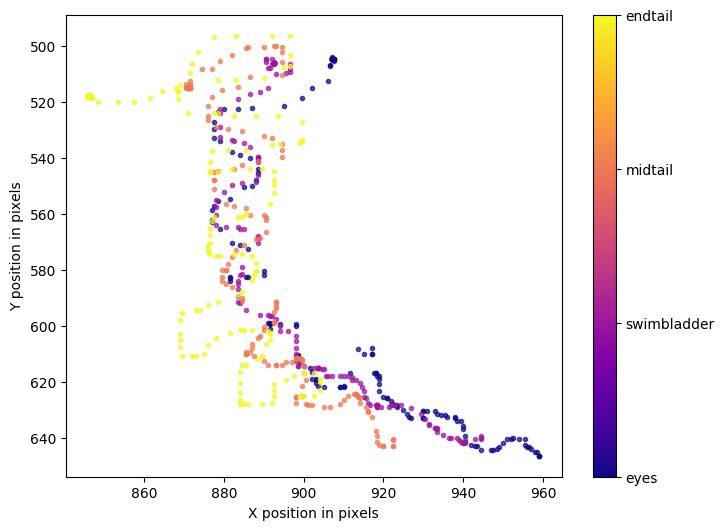 500
520
540
560
580
600
620
640
860
880
900
920
940
960
X position in pixels
Y position in pixels
endtail
midtail
swimbladder
eyes